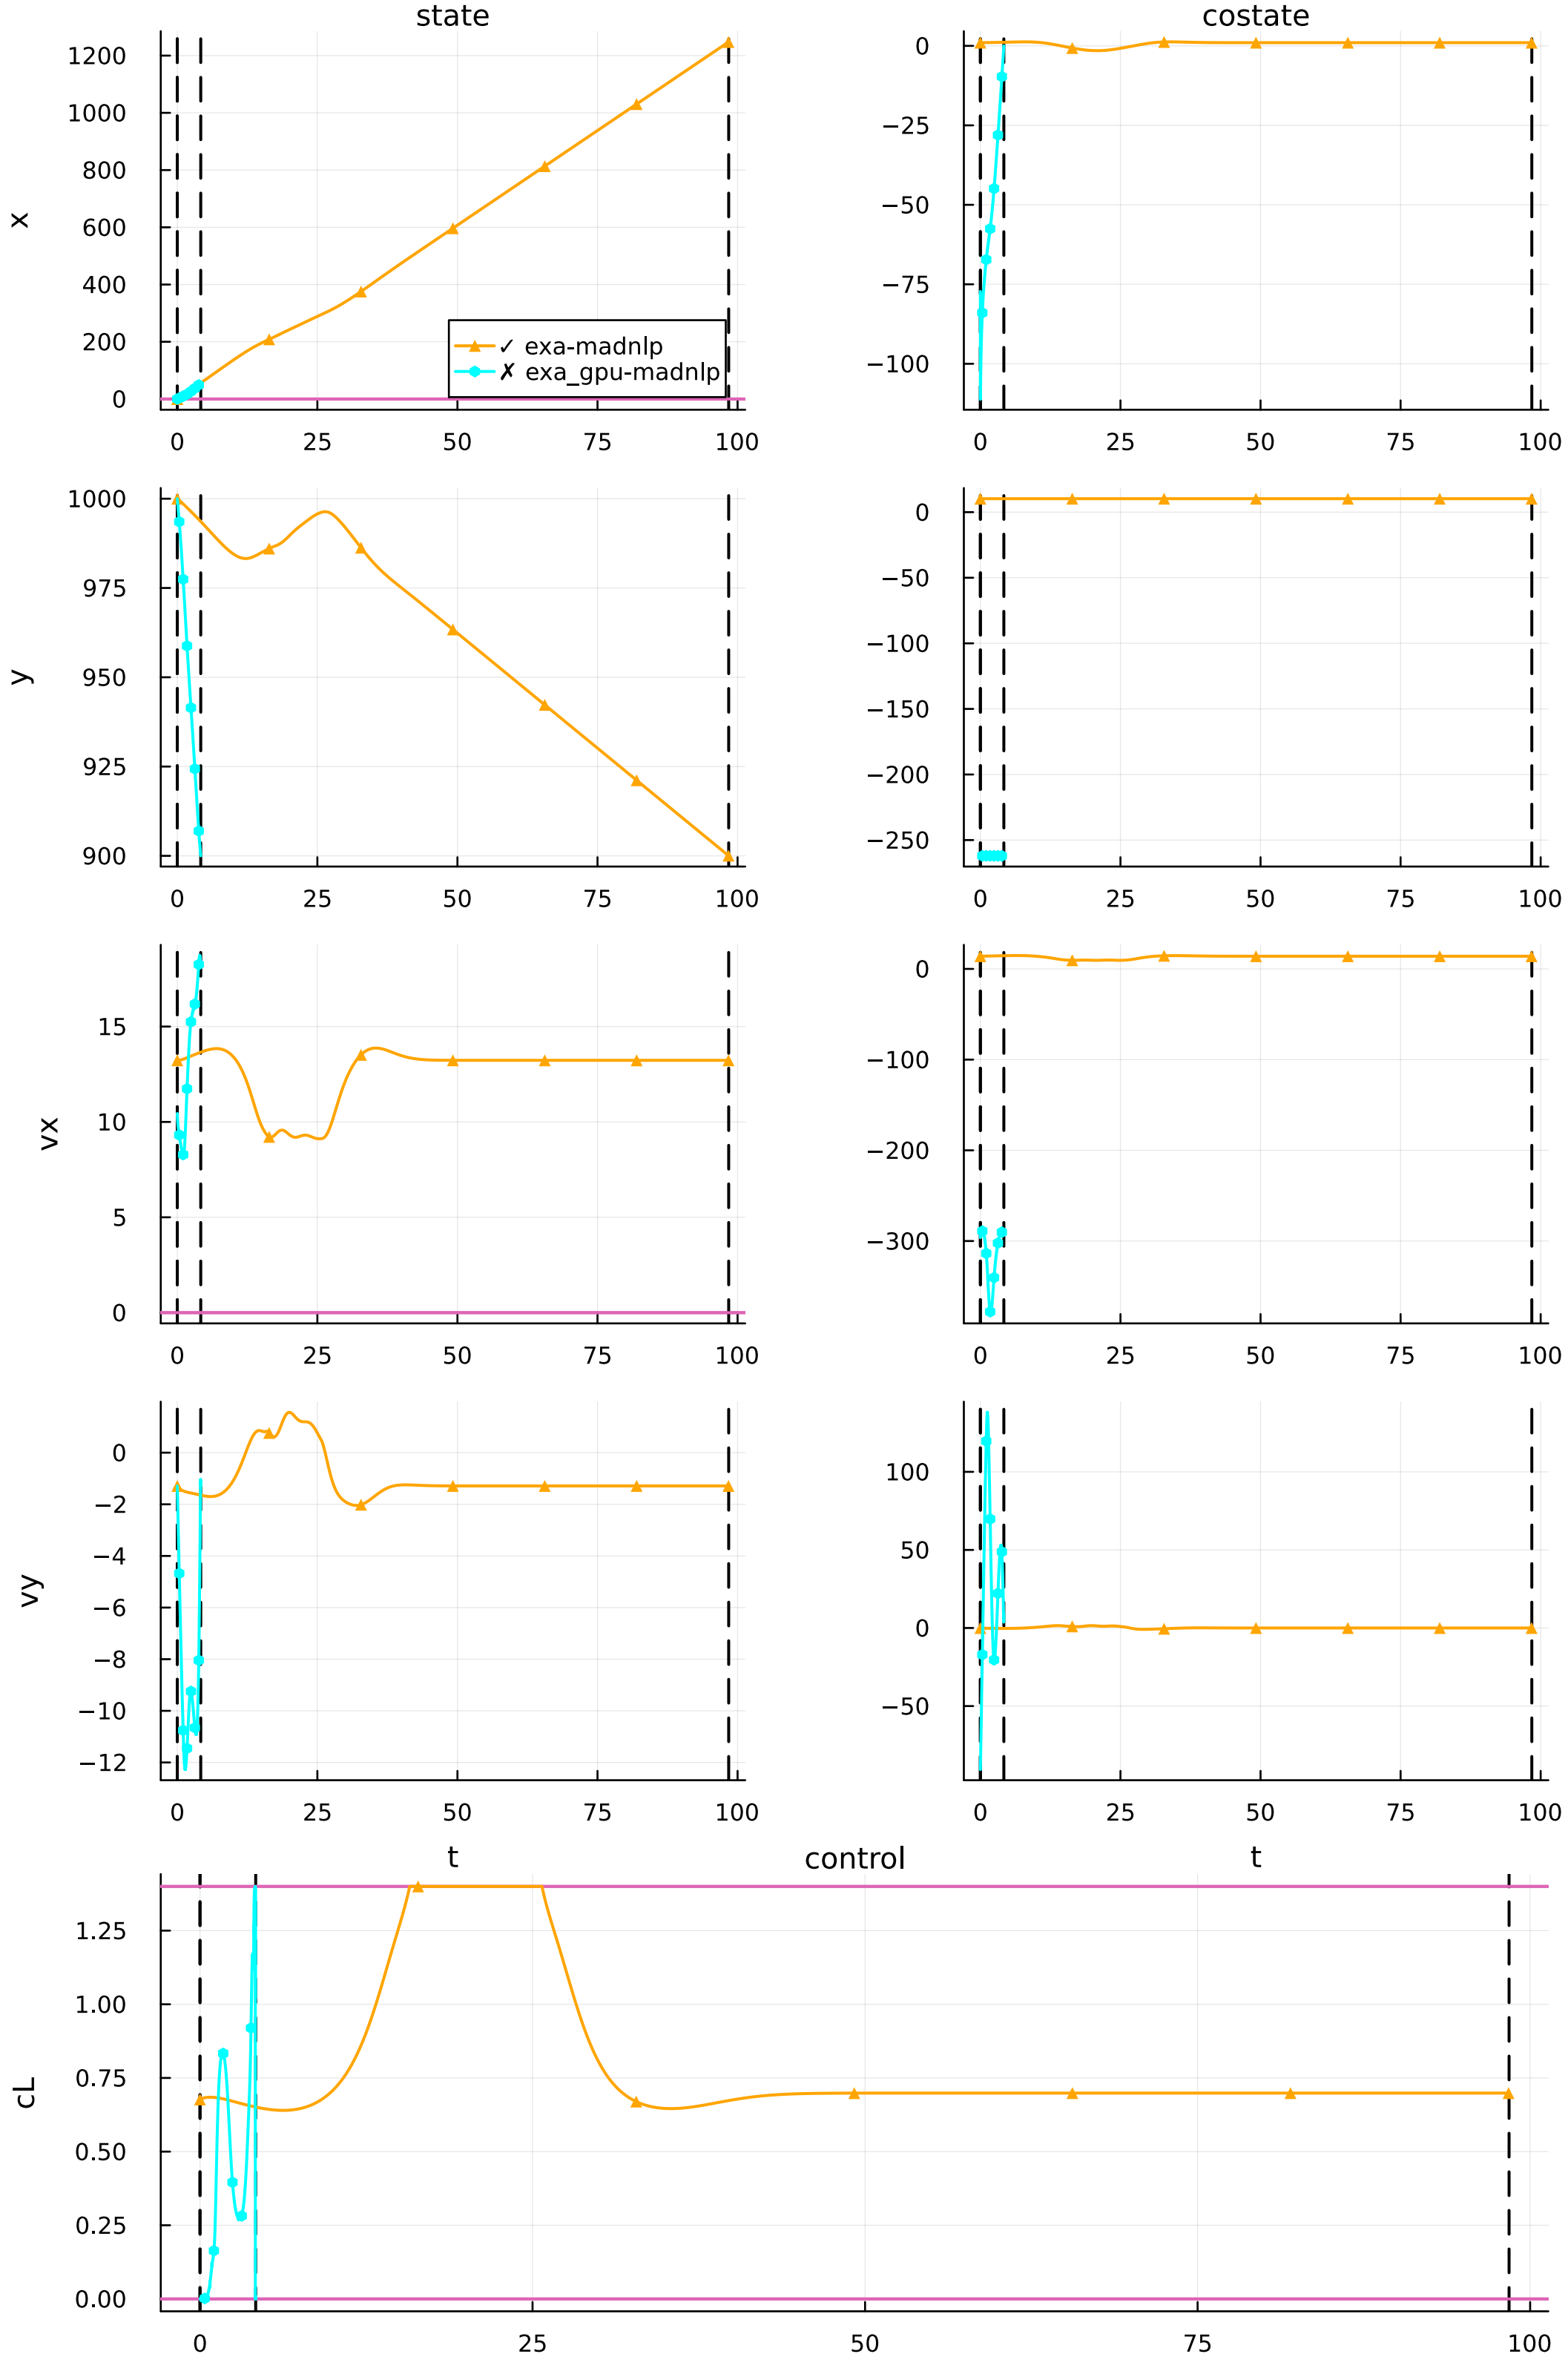 state
costate
x
1200
1000
800
600
400
200
0
✓ exa-madnlp
✗ exa_gpu-madnlp
0 25 50 75 100
0
−25
−50
−75
−100
0 25 50 75 100
y
1000
975
950
925
900
0 25 50 75 100
0
−50
−100
−150
−200
−250
0 25 50 75 100
vx
15
10
5
0
0 25 50 75 100
0
−100
−200
−300
0 25 50 75 100
vy
0
−2
−4
−6
−8
−10
−12
0 25 50 75 100
t
100
50
0
−50
0 25 50 75 100
t
control
cL
1.25
1.00
0.75
0.50
0.25
0.00
0 25 50 75 100